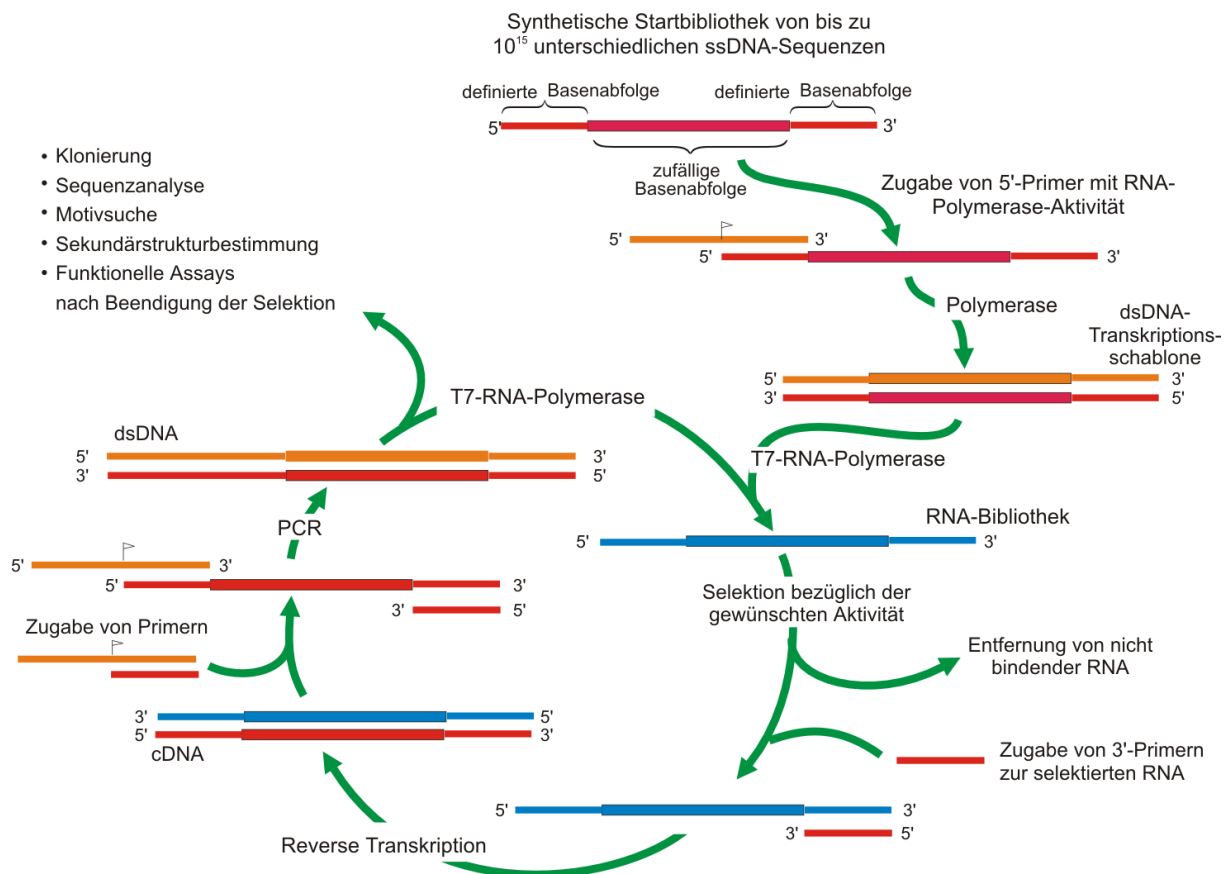 Synthetische Startbibliothek von bis zu
10¹⁵ unterschiedlichen ssDNA-Sequenzen
definierte Basenabfolge
definierte Basenabfolge
5'
3'
zufällige
Basenabfolge
• Klonierung
• Sequenzanalyse
• Motivsuche
• Sekundärstrukturbestimmung
• Funktionelle Assays
nach Beendigung der Selektion
Zugabe von 5'-Primer mit RNA-
Polymerase-Aktivität
5'
3'
5'
3'
Polymerase
dsDNA-
Transkriptions-
schablone
5'
3'
3'
5'
T7-RNA-Polymerase
T7-RNA-Polymerase
dsDNA
5'
3'
3'
5'
RNA-Bibliothek
5'
3'
PCR
5'
3'
5'
3'
3'
5'
Selektion bezüglich der
gewünschten Aktivität
Zugabe von Primern
Entfernung von nicht
bindender RNA
3'
5'
5'
3'
cDNA
Zugabe von 3'-Primern
zur selektierten RNA
5'
3'
3'
5'
Reverse Transkription